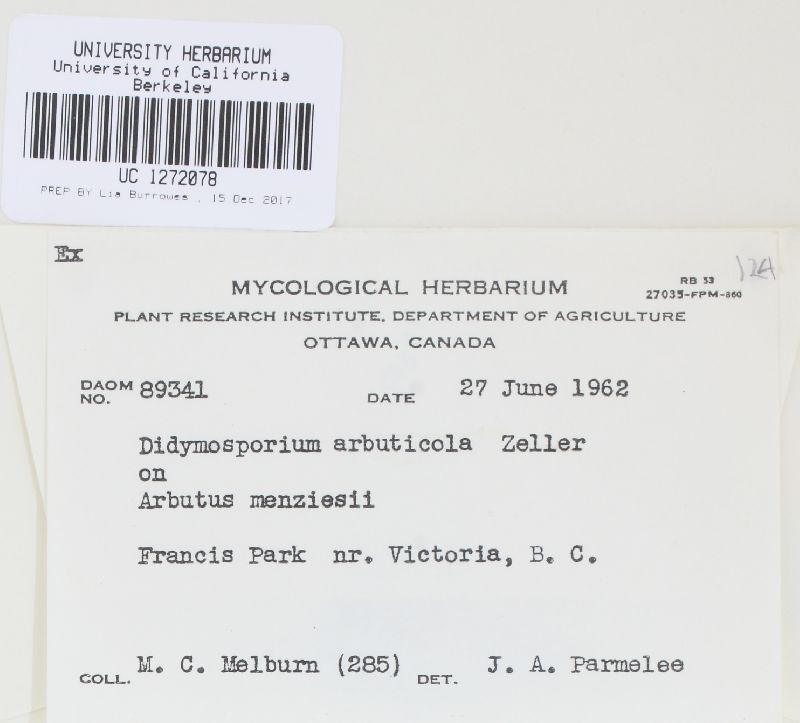 UNIVERSITY HERBARIUM
University of California
Berkeley
UC 1272078
PREP BY Lia Burrowes , 15 Dec 2017
Ex
MYCOLOGICAL HERBARIUM
RB 53
27035-FPM-860
124
PLANT RESEARCH INSTITUTE, DEPARTMENT OF AGRICULTURE
OTTAWA, CANADA
DAOM NO. 89341 DATE 27 June 1962
Didymosporium arbuticola Zeller
on
Arbutus menziesii
Francis Park nr. Victoria, B. C.
COLL. M. C. Melburn (285) DET. J. A. Parmelee